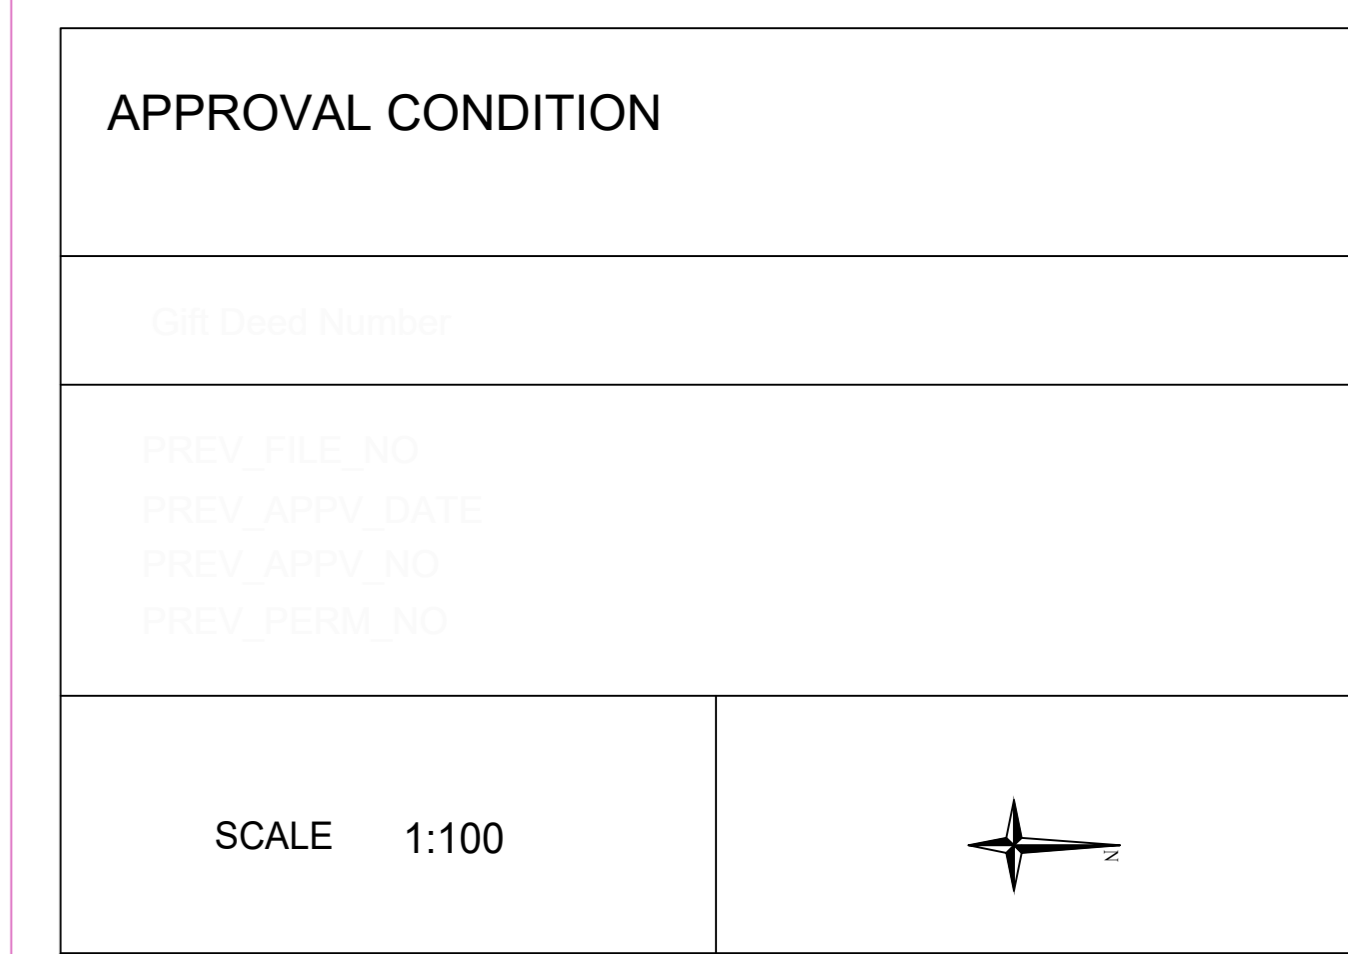 APPROVAL CONDITION
Gift Deed Number
PREV_FILE_NO
PREV_APPV_DATE
PREV_APPV_NO
PREV_PERM_NO
SCALE 1:100
N